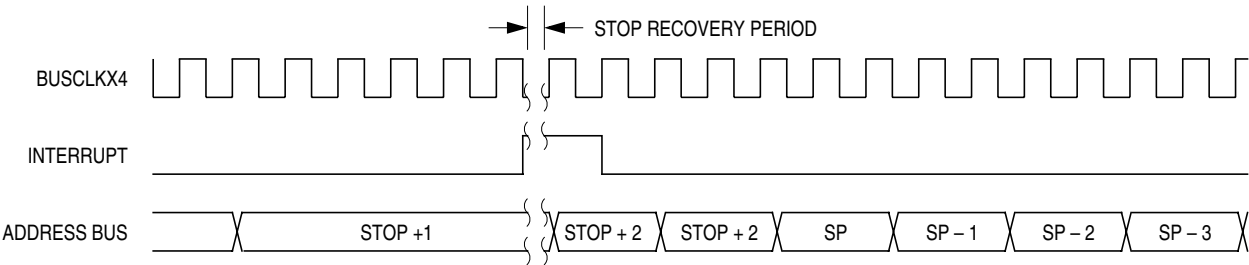 STOP RECOVERY PERIOD
BUSCLKX4
INTERRUPT
ADDRESS BUS STOP +1 STOP + 2 STOP + 2 SP SP – 1 SP – 2 SP – 3